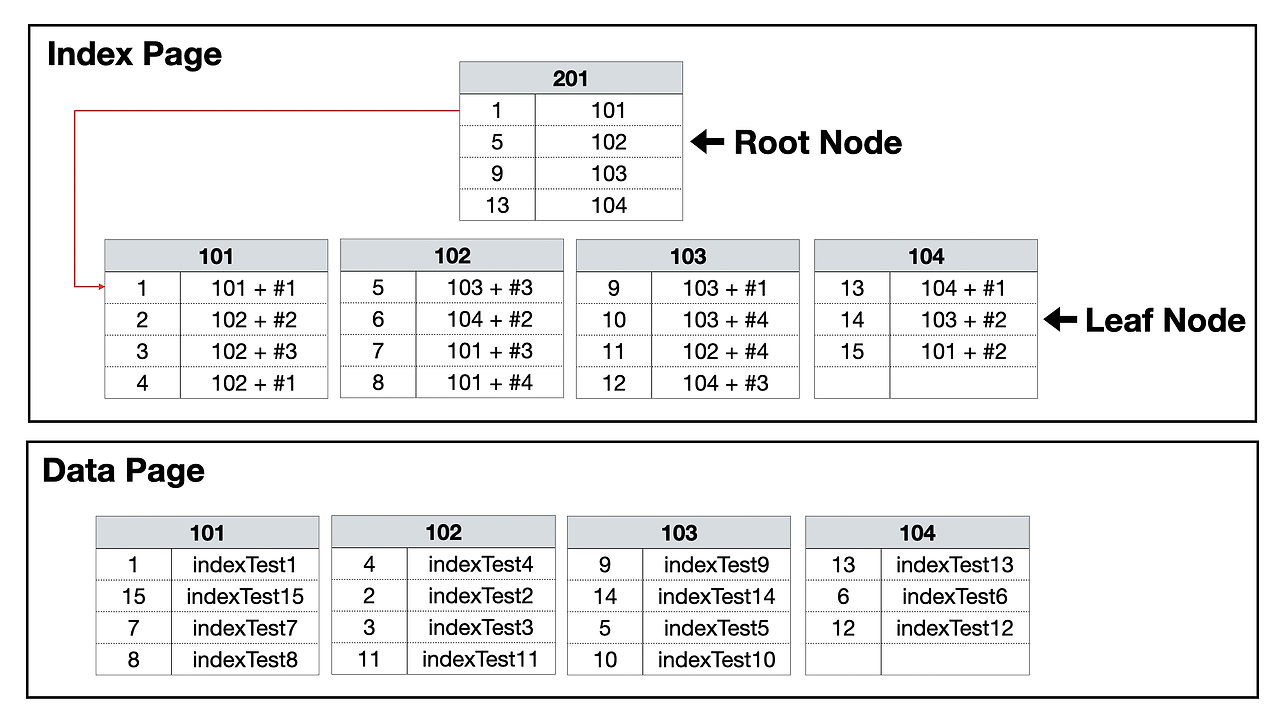 Index Page
201
1 101
5 102
9 103
13 104
Root Node
101
1 101 + #1
2 102 + #2
3 102 + #3
4 102 + #1
102
5 103 + #3
6 104 + #2
7 101 + #3
8 101 + #4
103
9 103 + #1
10 103 + #4
11 102 + #4
12 104 + #3
104
13 104 + #1
14 103 + #2
15 101 + #2
Leaf Node
Data Page
101
1 indexTest1
15 indexTest15
7 indexTest7
8 indexTest8
102
4 indexTest4
2 indexTest2
3 indexTest3
11 indexTest11
103
9 indexTest9
14 indexTest14
5 indexTest5
10 indexTest10
104
13 indexTest13
6 indexTest6
12 indexTest12